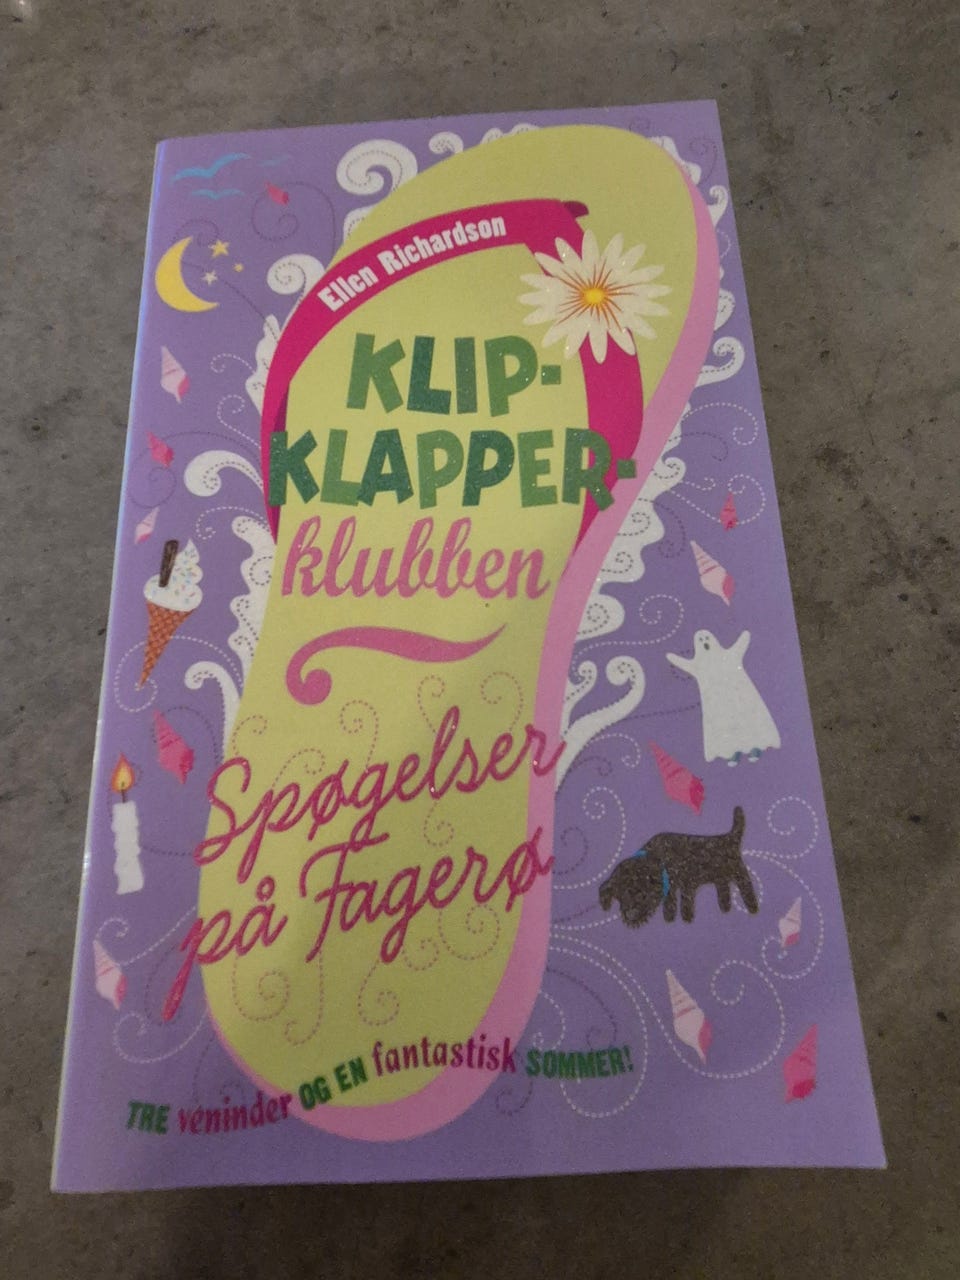 Ellen Richardson
KLIP-
KLAPPER-
klubben
Spøgelser
på Fagerø
TRE veninder OG EN fantastisk SOMMER!